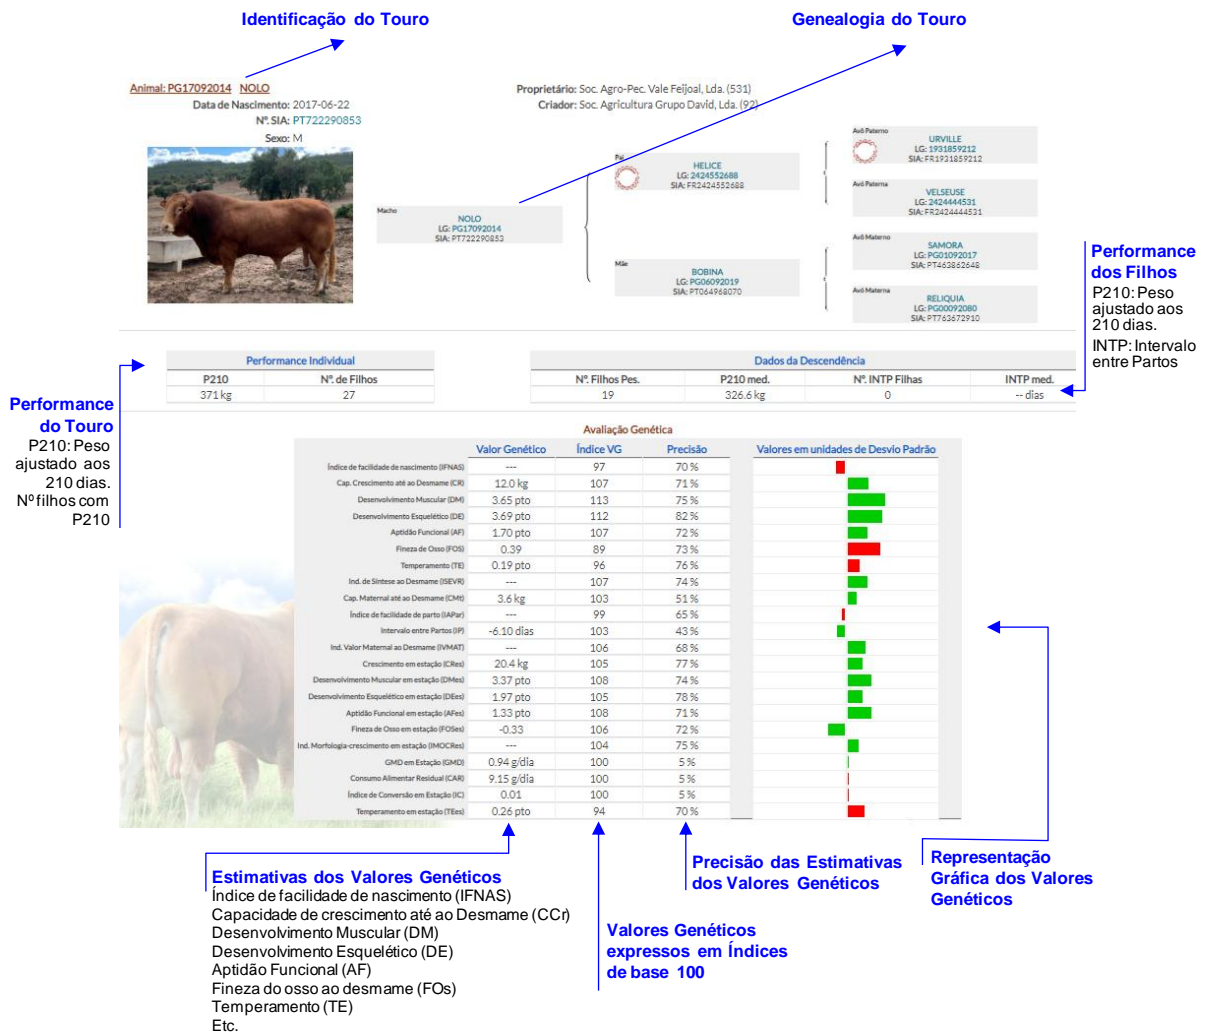 Identificação do Touro
Genealogia do Touro
Animal: PG17092014 NOLO
Data de Nascimento: 2017-06-22
Nº. SIA: PT722290853
Sexo: M
Proprietário: Soc. Agro-Pec. Vale Feijoal, Lda. (531)
Criador: Soc. Agricultura Grupo David, Lda. (92)
Macho
NOLO
LG: PG17092014
SIA: PT722290853
Pai
HELICE
LG: 2424552688
SIA: FR2424552688
Mãe
BOBINA
LG: PG06092019
SIA: PT064968070
Avô Paterno
URVILLE
LG: 1931859212
SIA: FR1931859212
Avó Paterna
VELSEUSE
LG: 2424444531
SIA: FR2424444531
Avô Materno
SAMORA
LG: PG01092017
SIA: PT463862648
Avó Materna
RELIQUIA
LG: PG00092080
SIA: PT763672910
Performance
dos Filhos
P210: Peso
ajustado aos
210 dias.
INTP: Intervalo
entre Partos
Performance Individual
P210 Nº. de Filhos
371 kg 27
Dados da Descendência
Nº. Filhos Pes. P210 med. Nº. INTP Filhas INTP med.
19 326.6 kg 0 -- dias
Performance
do Touro
P210: Peso
ajustado aos
210 dias.
Nº filhos com
P210
Avaliação Genética
Valor Genético Índice VG Precisão Valores em unidades de Desvio Padrão
Índice de facilidade de nascimento (IFNAS) --- 97 70 %
Cap. Crescimento até ao Desmame (CR) 12.0 kg 107 71 %
Desenvolvimento Muscular (DM) 3.65 pto 113 75 %
Desenvolvimento Esquelético (DE) 3.69 pto 112 82 %
Aptidão Funcional (AF) 1.70 pto 107 72 %
Fineza de Osso (FOS) 0.39 89 73 %
Temperamento (TE) 0.19 pto 96 76 %
Ind. de Síntese ao Desmame (ISEVR) --- 107 74 %
Cap. Maternal até ao Desmame (CMt) 3.6 kg 103 51 %
Índice de facilidade de parto (IAPar) --- 99 65 %
Intervalo entre Partos (IP) -6.10 dias 103 43 %
Ind. Valor Maternal ao Desmame (IVMAT) --- 106 68 %
Crescimento em estação (CRes) 20.4 kg 105 77 %
Desenvolvimento Muscular em estação (DMes) 3.37 pto 108 74 %
Desenvolvimento Esquelético em estação (DEes) 1.97 pto 105 78 %
Aptidão Funcional em estação (AFes) 1.33 pto 108 71 %
Fineza de Osso em estação (FOSes) -0.33 106 72 %
Ind. Morfologia-crescimento em estação (IMOCRes) --- 104 75 %
GMD em Estação (GMD) 0.94 g/dia 100 5 %
Consumo Alimentar Residual (CAR) 9.15 g/dia 100 5 %
Índice de Conversão em Estação (IC) 0.01 100 5 %
Temperamento em estação (TEes) 0.26 pto 94 70 %
Estimativas dos Valores Genéticos
Índice de facilidade de nascimento (IFNAS)
Capacidade de crescimento até ao Desmame (CCr)
Desenvolvimento Muscular (DM)
Desenvolvimento Esquelético (DE)
Aptidão Funcional (AF)
Fineza do osso ao desmame (FOs)
Temperamento (TE)
Etc.
Valores Genéticos
expressos em Índices
de base 100
Precisão das Estimativas
dos Valores Genéticos
Representação
Gráfica dos Valores
Genéticos